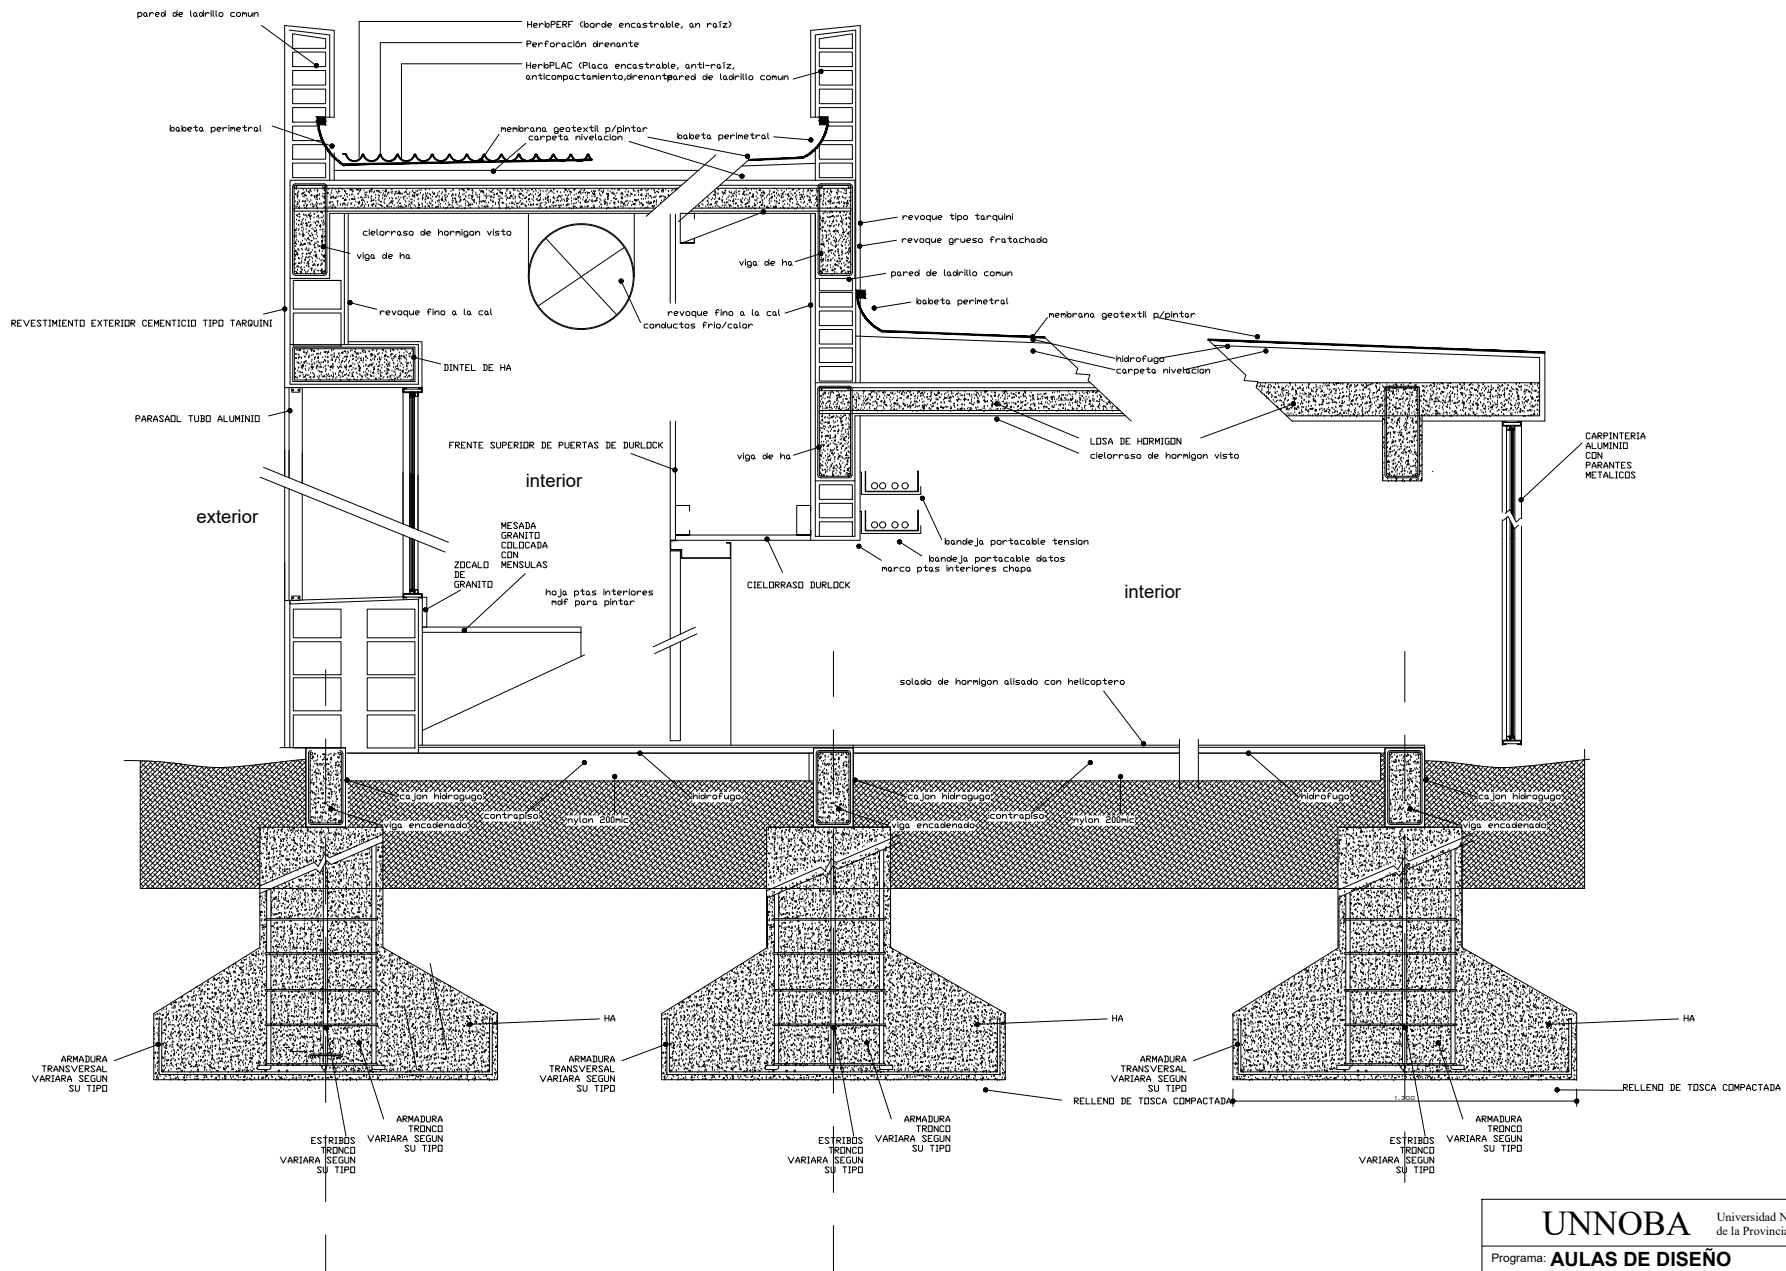 pared de ladrillo comun
HerbPERF (borde encastrable, an raíz)
Perforación drenante
HerbPLAC (Placa encastrable, anti-raíz,
anticompactamiento,drenante
pared de ladrillo comun
babeta perimetral
membrana geotextil p/pintar
carpeta nivelacion
babeta perimetral
revoque tipo tarquini
cielorraso de hormigon visto
revoque grueso fratachado
viga de ha
viga de ha
pared de ladrillo comun
babeta perimetral
revoque fino a la cal
revoque fino a la cal
membrana geotextil p/pintar
REVESTIMIENTO EXTERIOR CEMENTICIO TIPO TARQUINI
conductos frio/calor
hidrofugo
carpeta nivelacion
DINTEL DE HA
PARASAOL TUBO ALUMINIO
FRENTE SUPERIOR DE PUERTAS DE DURLOCK
LOSA DE HORMIGON
cielorraso de hormigon visto
viga de ha
CARPINTERIA
ALUMINIO
CON
PARANTES
METALICOS
interior
exterior
MESADA
GRANITO
COLOCADA
CON
MENSULAS
bandeja portacable tension
bandeja portacable datos
marco ptas interiores chapa
ZOCALO
DE
GRANITO
CIELORRASO DURLOCK
hoja ptas interiores
mdf para pintar
interior
solado de hormigon alisado con helicoptero
cajon hidrogugo
hidrofugo
cajon hidrogugo
hidrofugo
cajon hidrogugo
viga encadenado
contrapiso
nylon 200mic
viga encadenado
contrapiso
nylon 200mic
viga encadenado
HA
HA
HA
ARMADURA
TRANSVERSAL
VARIARA SEGUN
SU TIPO
ARMADURA
TRANSVERSAL
VARIARA SEGUN
SU TIPO
ARMADURA
TRANSVERSAL
VARIARA SEGUN
SU TIPO
RELLENO DE TOSCA COMPACTADA
RELLENO DE TOSCA COMPACTADA
1.300
ARMADURA
TRONCO
VARIARA SEGUN
SU TIPO
ARMADURA
TRONCO
VARIARA SEGUN
SU TIPO
ARMADURA
TRONCO
VARIARA SEGUN
SU TIPO
ESTRIBOS
TRONCO
VARIARA SEGUN
SU TIPO
ESTRIBOS
TRONCO
VARIARA SEGUN
SU TIPO
ESTRIBOS
TRONCO
VARIARA SEGUN
SU TIPO
UNNOBA
Universidad N
de la Provincia
Programa: AULAS DE DISEÑO